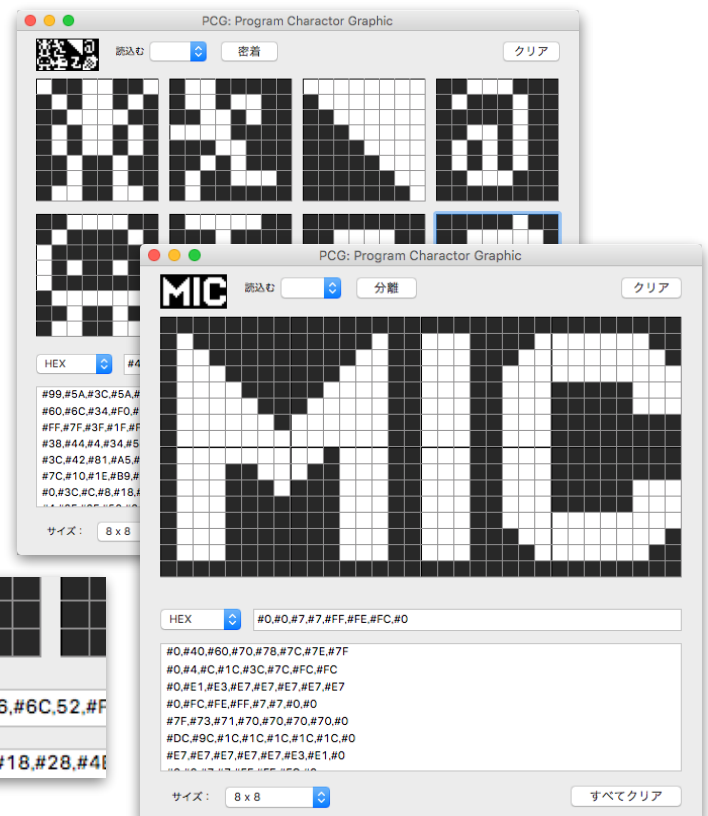 PCG: Program Charactor Graphic
読込む 密着 クリア
HEX
#99,#5A,#3C,#5A,
#60,#6C,#34,#F0,
#FF,#7F,#3F,#1F,
#38,#44,#4,#34,
#3C,#42,#81,#A5,
#7C,#10,#1E,#B9,
#0,#3C,#C,#8,#18,
サイズ： 8 x 8
PCG: Program Charactor Graphic
MIC 読込む 分離 クリア
HEX #0,#0,#7,#7,#FF,#FE,#FC,#0
#0,#40,#60,#70,#78,#7C,#7E,#7F
#0,#4,#C,#1C,#3C,#7C,#FC,#FC
#0,#E1,#E3,#E7,#E7,#E7,#E7,#E7
#0,#FC,#FE,#FF,#7,#7,#0,#0
#7F,#73,#71,#70,#70,#70,#70,#0
#DC,#9C,#1C,#1C,#1C,#1C,#1C,#0
#E7,#E7,#E7,#E7,#E7,#E3,#E1,#0
サイズ： 8 x 8 すべてクリア
#6C,52,
#18,#28,